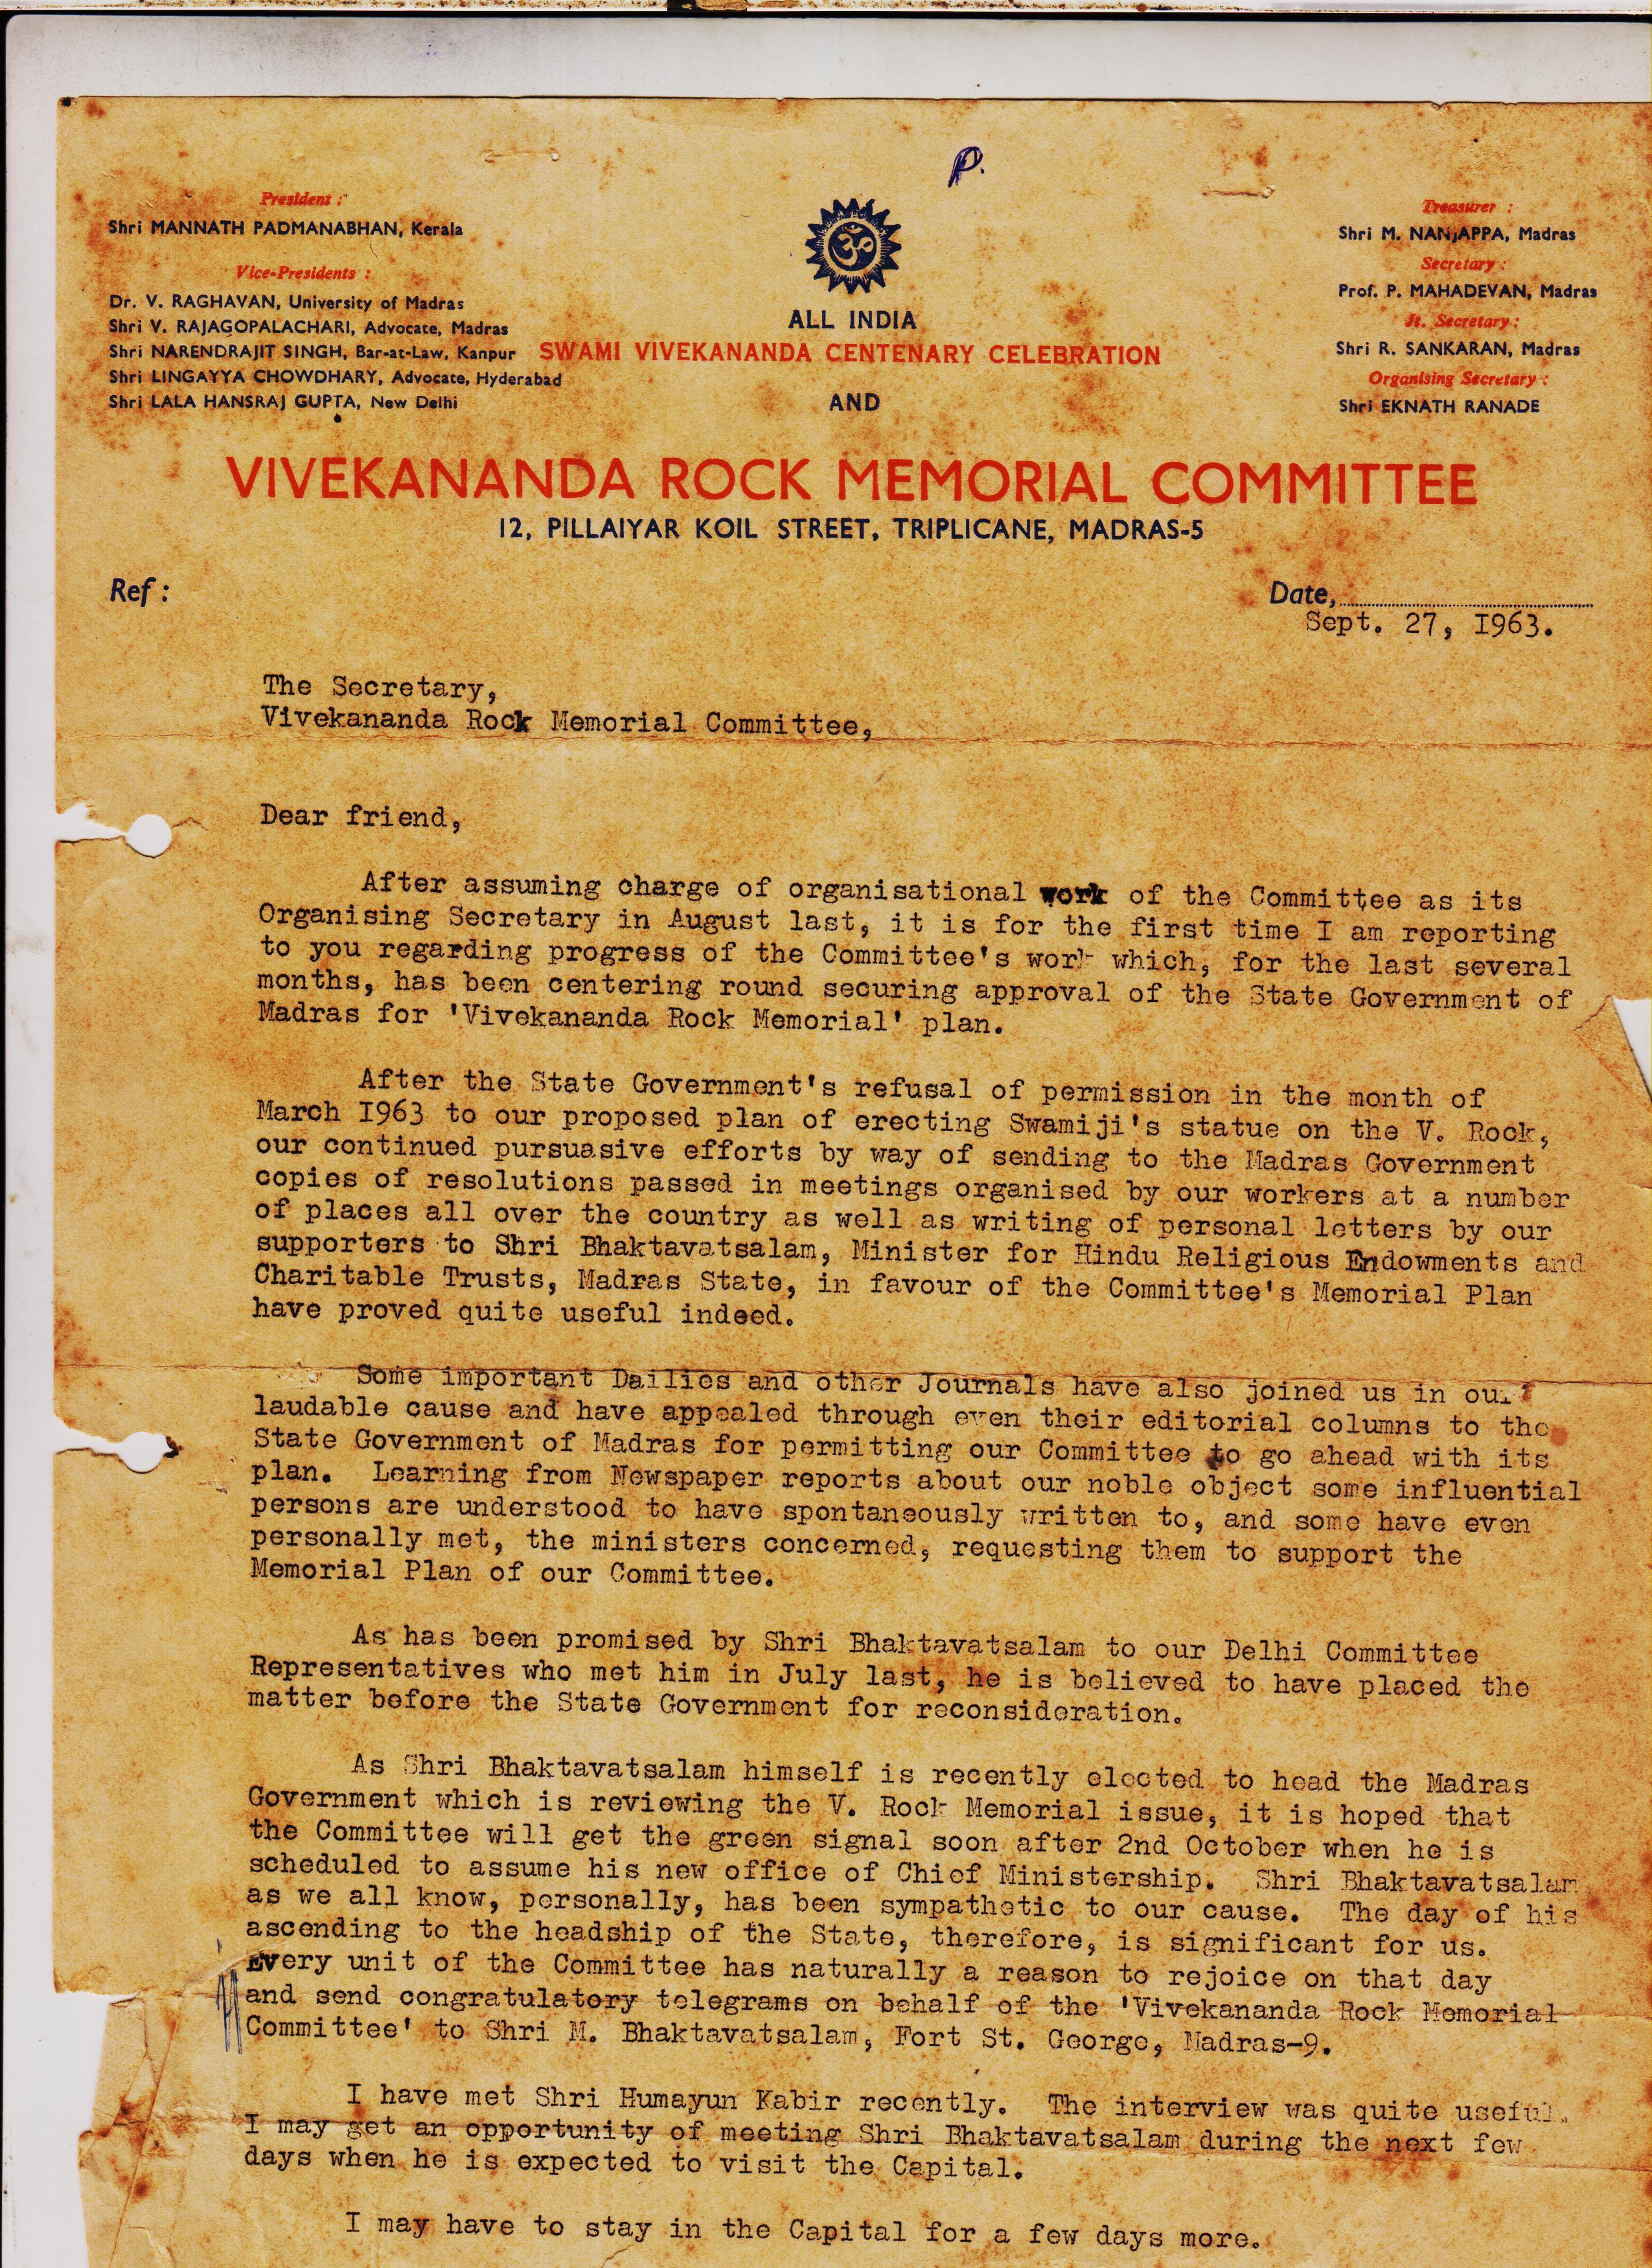 P.
President :
Shri MANNATH PADMANABHAN, Kerala
Vice-Presidents :
Dr. V. RAGHAVAN, University of Madras
Shri V. RAJAGOPALACHARI, Advocate, Madras
Shri NARENDRAJIT SINGH, Bar-at-Law, Kanpur
Shri LINGAYYA CHOWDHARY, Advocate, Hyderabad
Shri LALA HANSRAJ GUPTA, New Delhi
ॐ
ALL INDIA
SWAMI VIVEKANANDA CENTENARY CELEBRATION
AND
Treasurer :
Shri M. NANJAPPA, Madras
Secretary :
Prof. P. MAHADEVAN, Madras
Jt. Secretary :
Shri R. SANKARAN, Madras
Organising Secretary :
Shri EKNATH RANADE
VIVEKANANDA ROCK MEMORIAL COMMITTEE
12, PILLAIYAR KOIL STREET, TRIPLICANE, MADRAS-5
Ref :
Date,
Sept. 27, 1963.
The Secretary,
Vivekananda Rock Memorial Committee,
Dear friend,
After assuming charge of organisational work of the Committee as its
Organising Secretary in August last, it is for the first time I am reporting
to you regarding progress of the Committee's work which, for the last several
months, has been centering round securing approval of the State Government of
Madras for 'Vivekananda Rock Memorial' plan.
After the State Government's refusal of permission in the month of
March 1963 to our proposed plan of erecting Swamiji's statue on the V. Rock,
our continued pursuasive efforts by way of sending to the Madras Government
copies of resolutions passed in meetings organised by our workers at a number
of places all over the country as well as writing of personal letters by our
supporters to Shri Bhaktavatsalam, Minister for Hindu Religious Endowments and
Charitable Trusts, Madras State, in favour of the Committee's Memorial Plan
have proved quite useful indeed.
Some important Dailies and other Journals have also joined us in our
laudable cause and have appealed through even their editorial columns to the
State Government of Madras for permitting our Committee to go ahead with its
plan. Learning from Newspaper reports about our noble object some influential
persons are understood to have spontaneously written to, and some have even
personally met, the ministers concerned, requesting them to support the
Memorial Plan of our Committee.
As has been promised by Shri Bhaktavatsalam to our Delhi Committee
Representatives who met him in July last, he is believed to have placed the
matter before the State Government for reconsideration.
As Shri Bhaktavatsalam himself is recently elected to head the Madras
Government which is reviewing the V. Rock Memorial issue, it is hoped that
the Committee will get the green signal soon after 2nd October when he is
scheduled to assume his new office of Chief Ministership. Shri Bhaktavatsalam
as we all know, personally, has been sympathetic to our cause. The day of his
ascending to the headship of the State, therefore, is significant for us.
Every unit of the Committee has naturally a reason to rejoice on that day
and send congratulatory telegrams on behalf of the 'Vivekananda Rock Memorial
Committee' to Shri M. Bhaktavatsalam, Fort St. George, Madras-9.
I have met Shri Humayun Kabir recently. The interview was quite useful.
I may get an opportunity of meeting Shri Bhaktavatsalam during the next few
days when he is expected to visit the Capital.
I may have to stay in the Capital for a few days more.